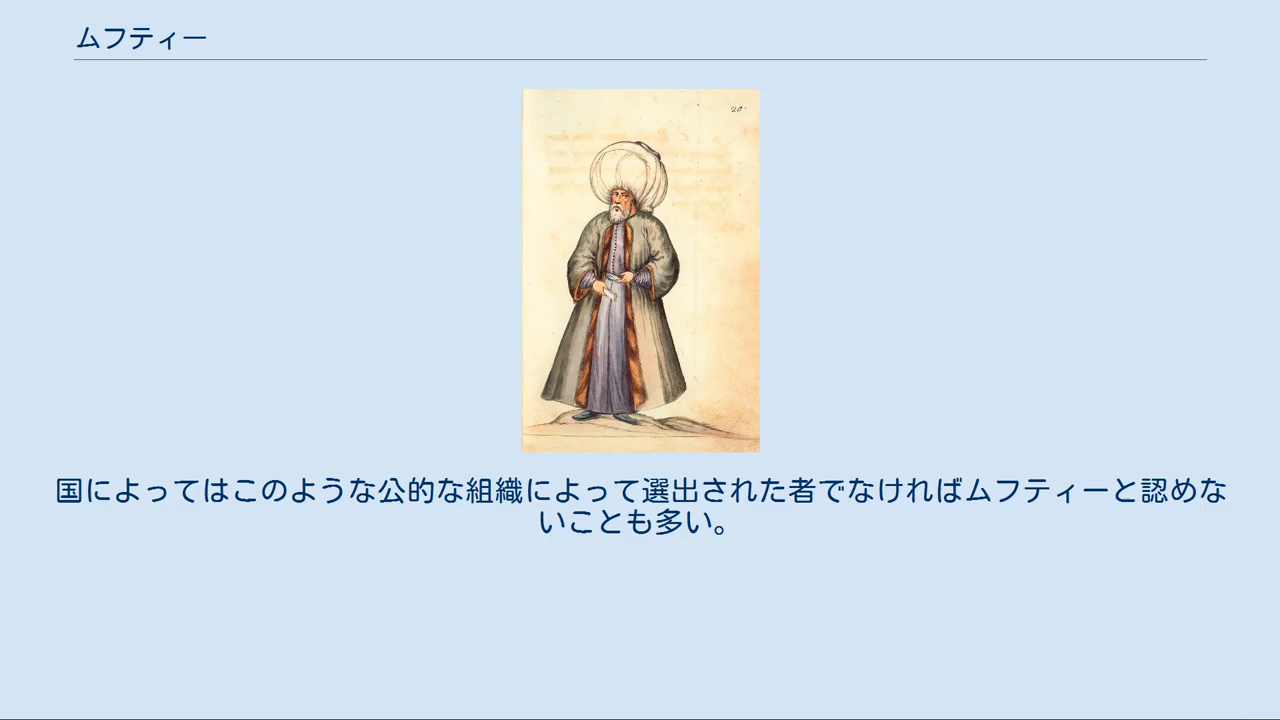 ムフティー
20.
国によってはこのような公的な組織によって選出された者でなければムフティーと認めな
いことも多い。